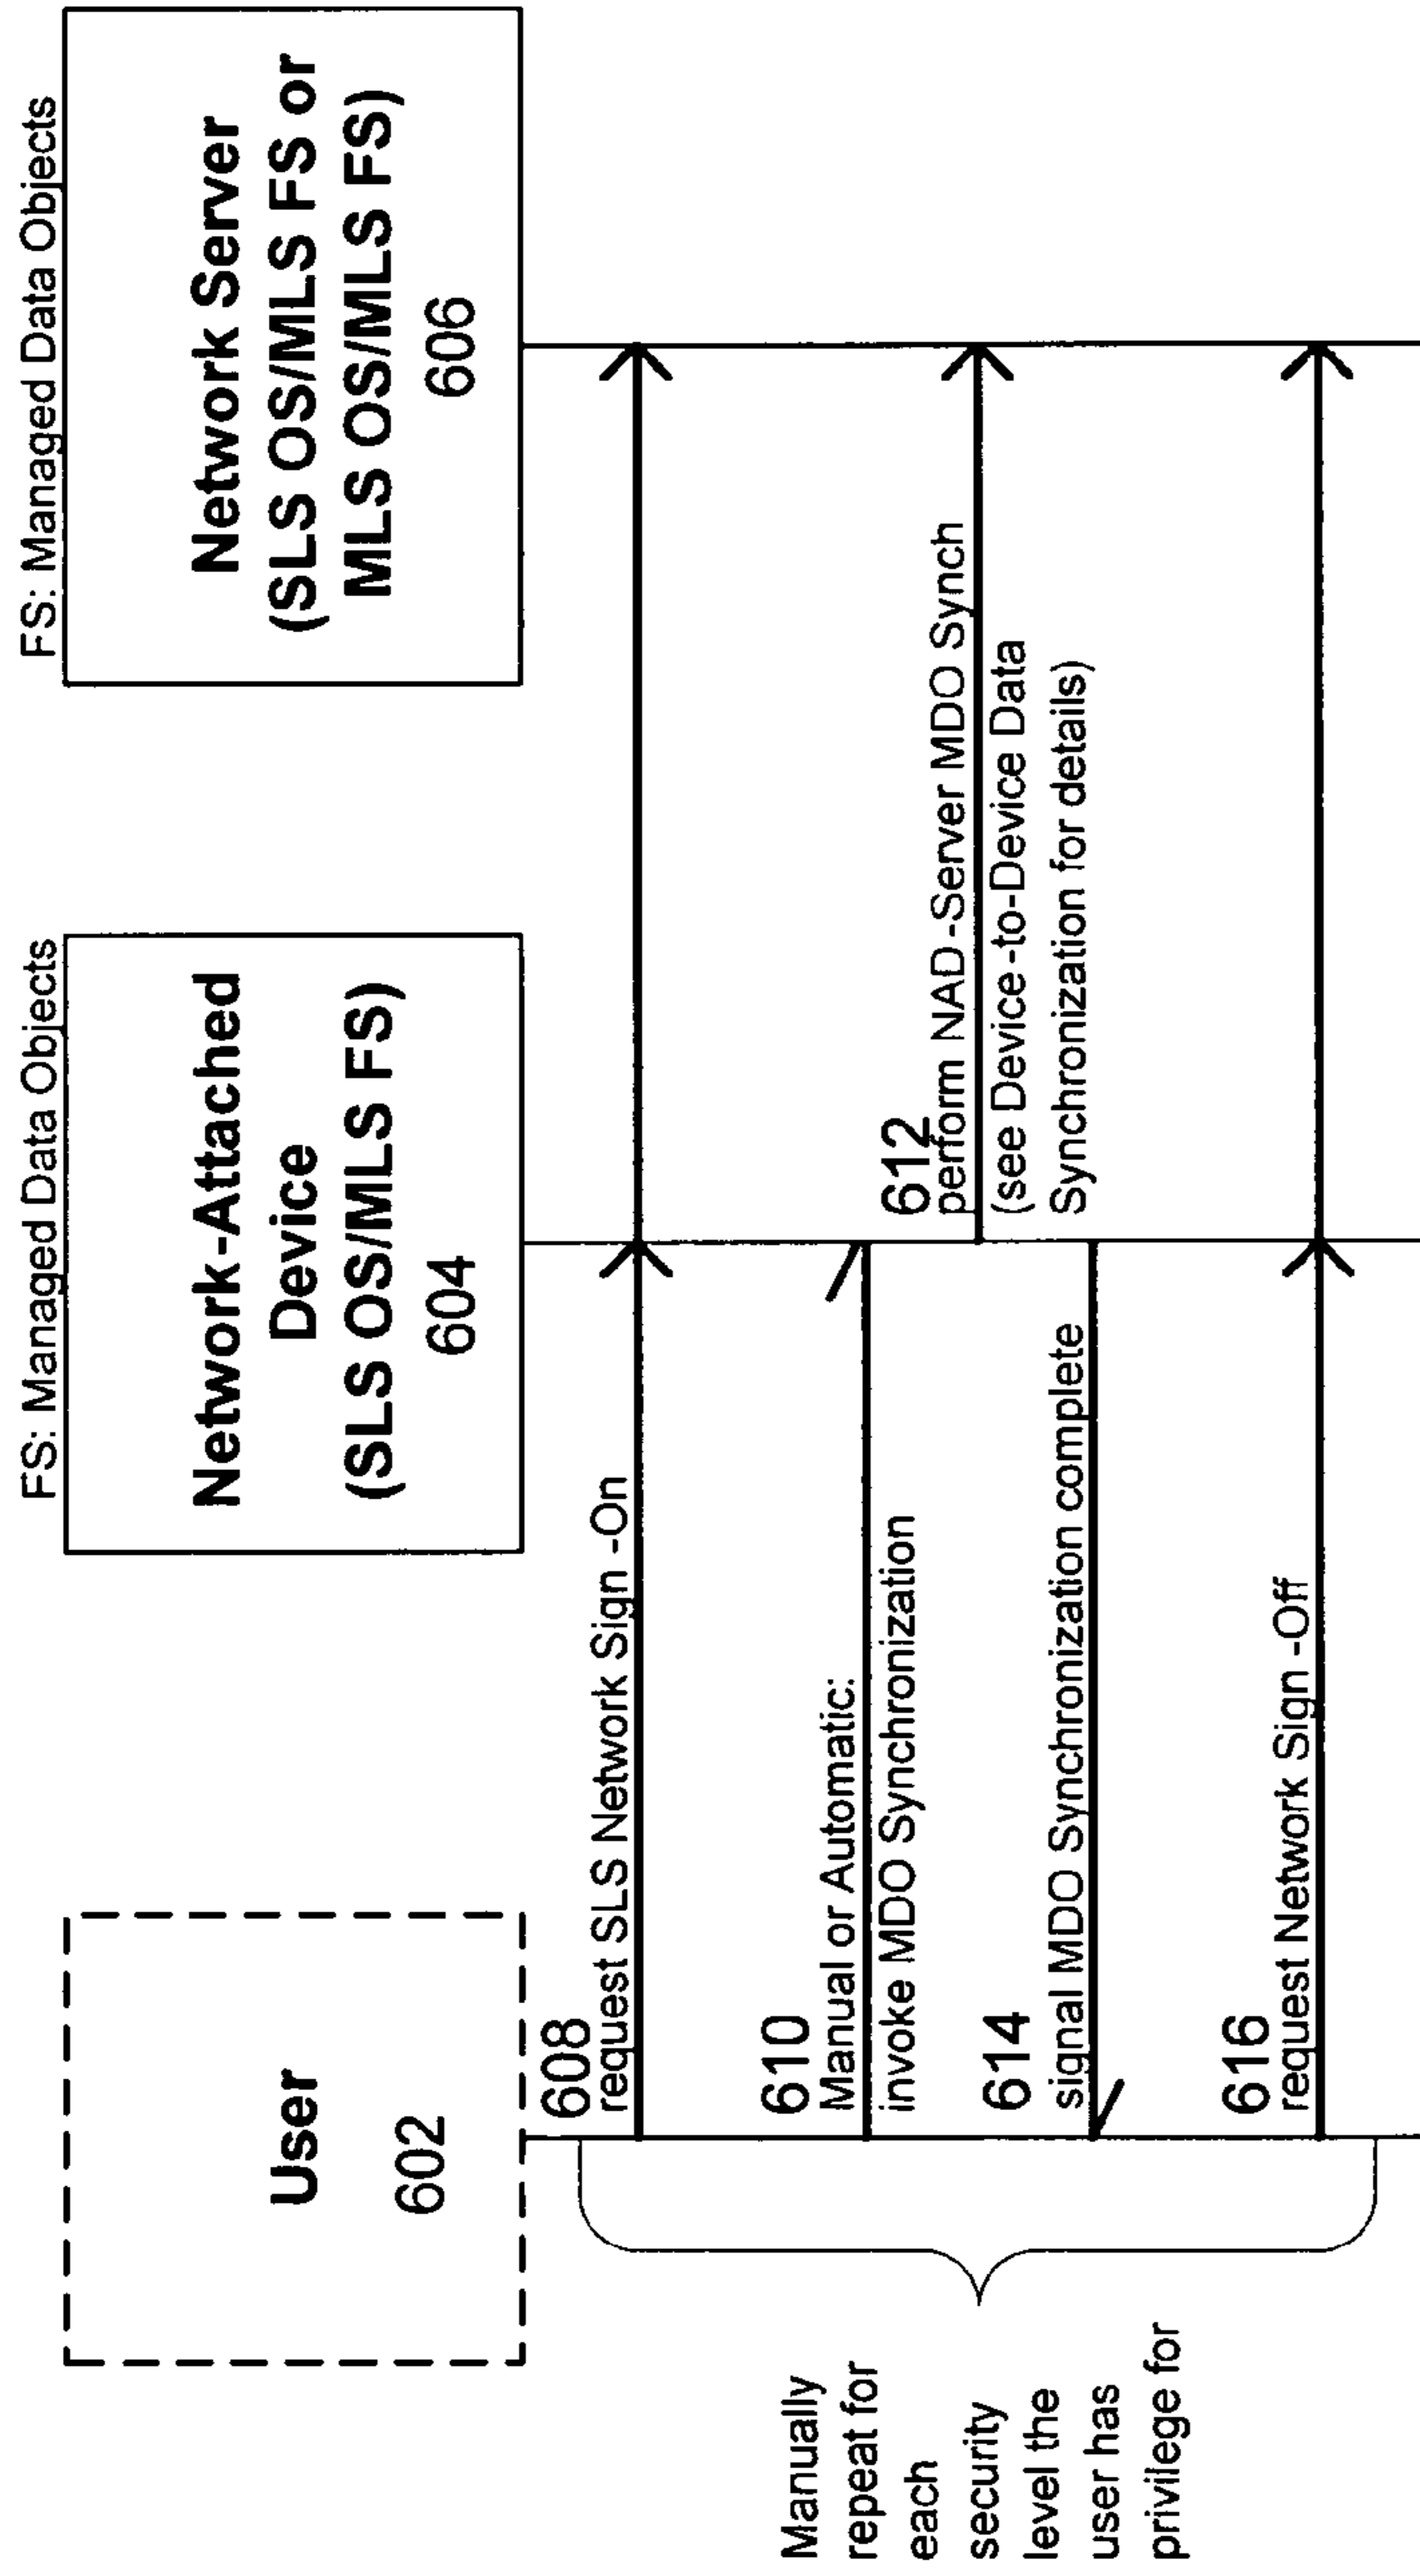 FS: Managed Data Objects
FS: Managed Data Objects
User
602
Network-Attached
Device
(SLS OS/MLS FS)
604
Network Server
(SLS OS/MLS FS or
MLS OS/MLS FS)
606
608
request SLS Network Sign -On
610
Manual or Automatic:
invoke MDO Synchronization
612
perform NAD-Server MDO Synch
(see Device-to-Device Data
Synchronization for details)
614
signal MDO Synchronization complete
616
request Network Sign -Off
Manually
repeat for
each
security
level the
user has
privilege for